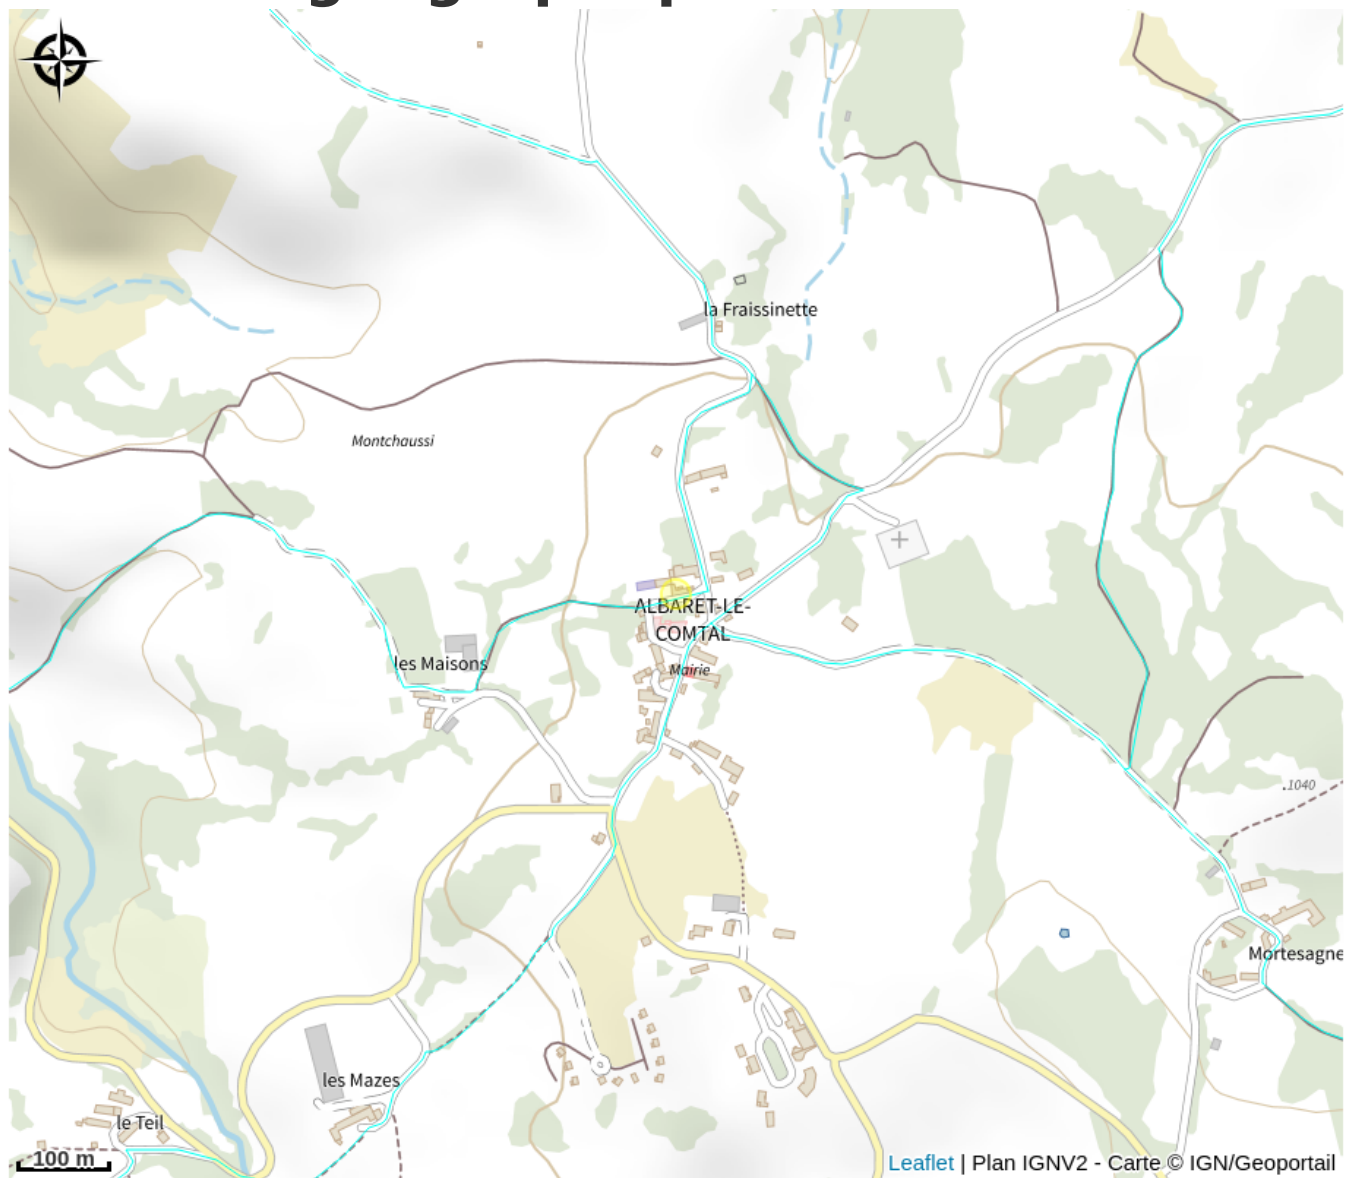 la Fraissinette
Montchaussi
ALBARET-LE-
COMTAL
les Maisons
Mairie
.1040
Mortesagne
les Mazes
le Teil
100 m
Leaflet | Plan IGNV2 - Carte © IGN/Geoportail